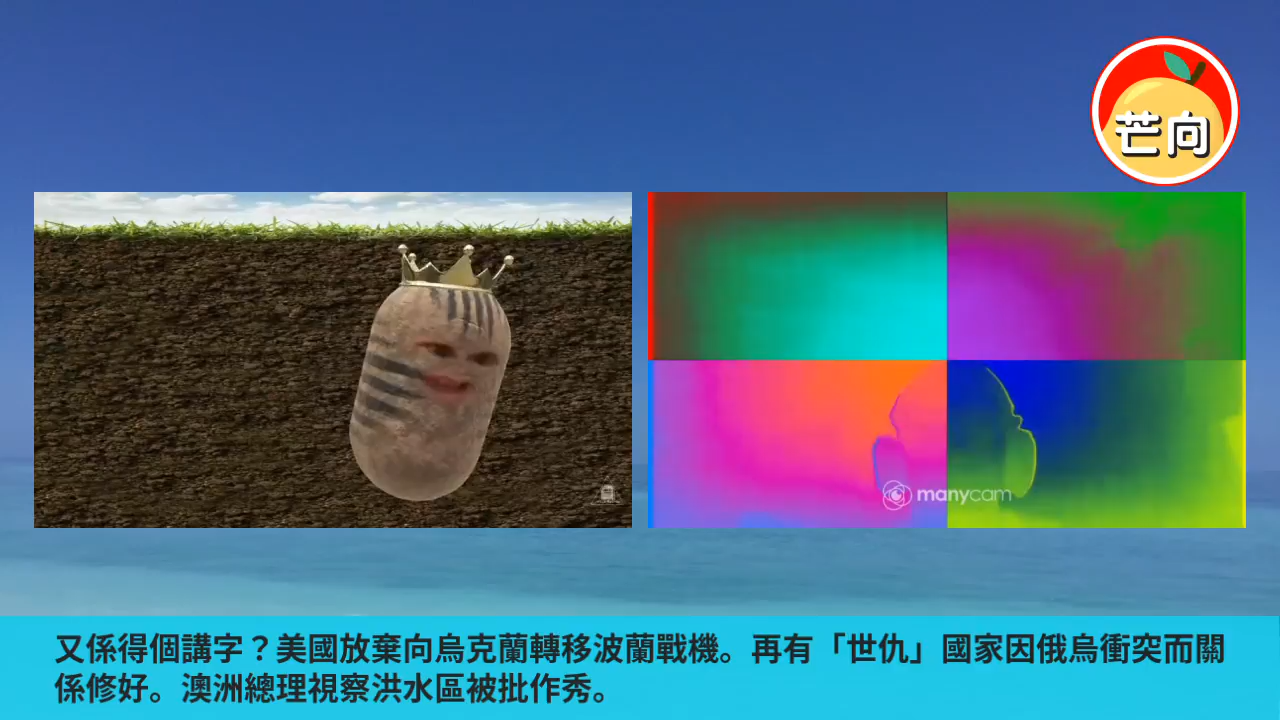 芒向
manycam
又係得個講字？美國放棄向烏克蘭轉移波蘭戰機。再有「世仇」國家因俄烏衝突而關
係修好。澳洲總理視察洪水區被批作秀。